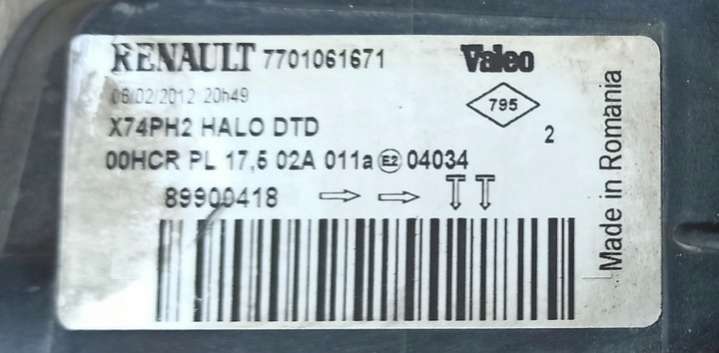 RENAULT 7701061671 Valeo
06/02/2012 20h49
795
X74PH2 HALO DTD
2
00HCR PL 17,5 02A 011a E2 04034
89900418
Made in Romania